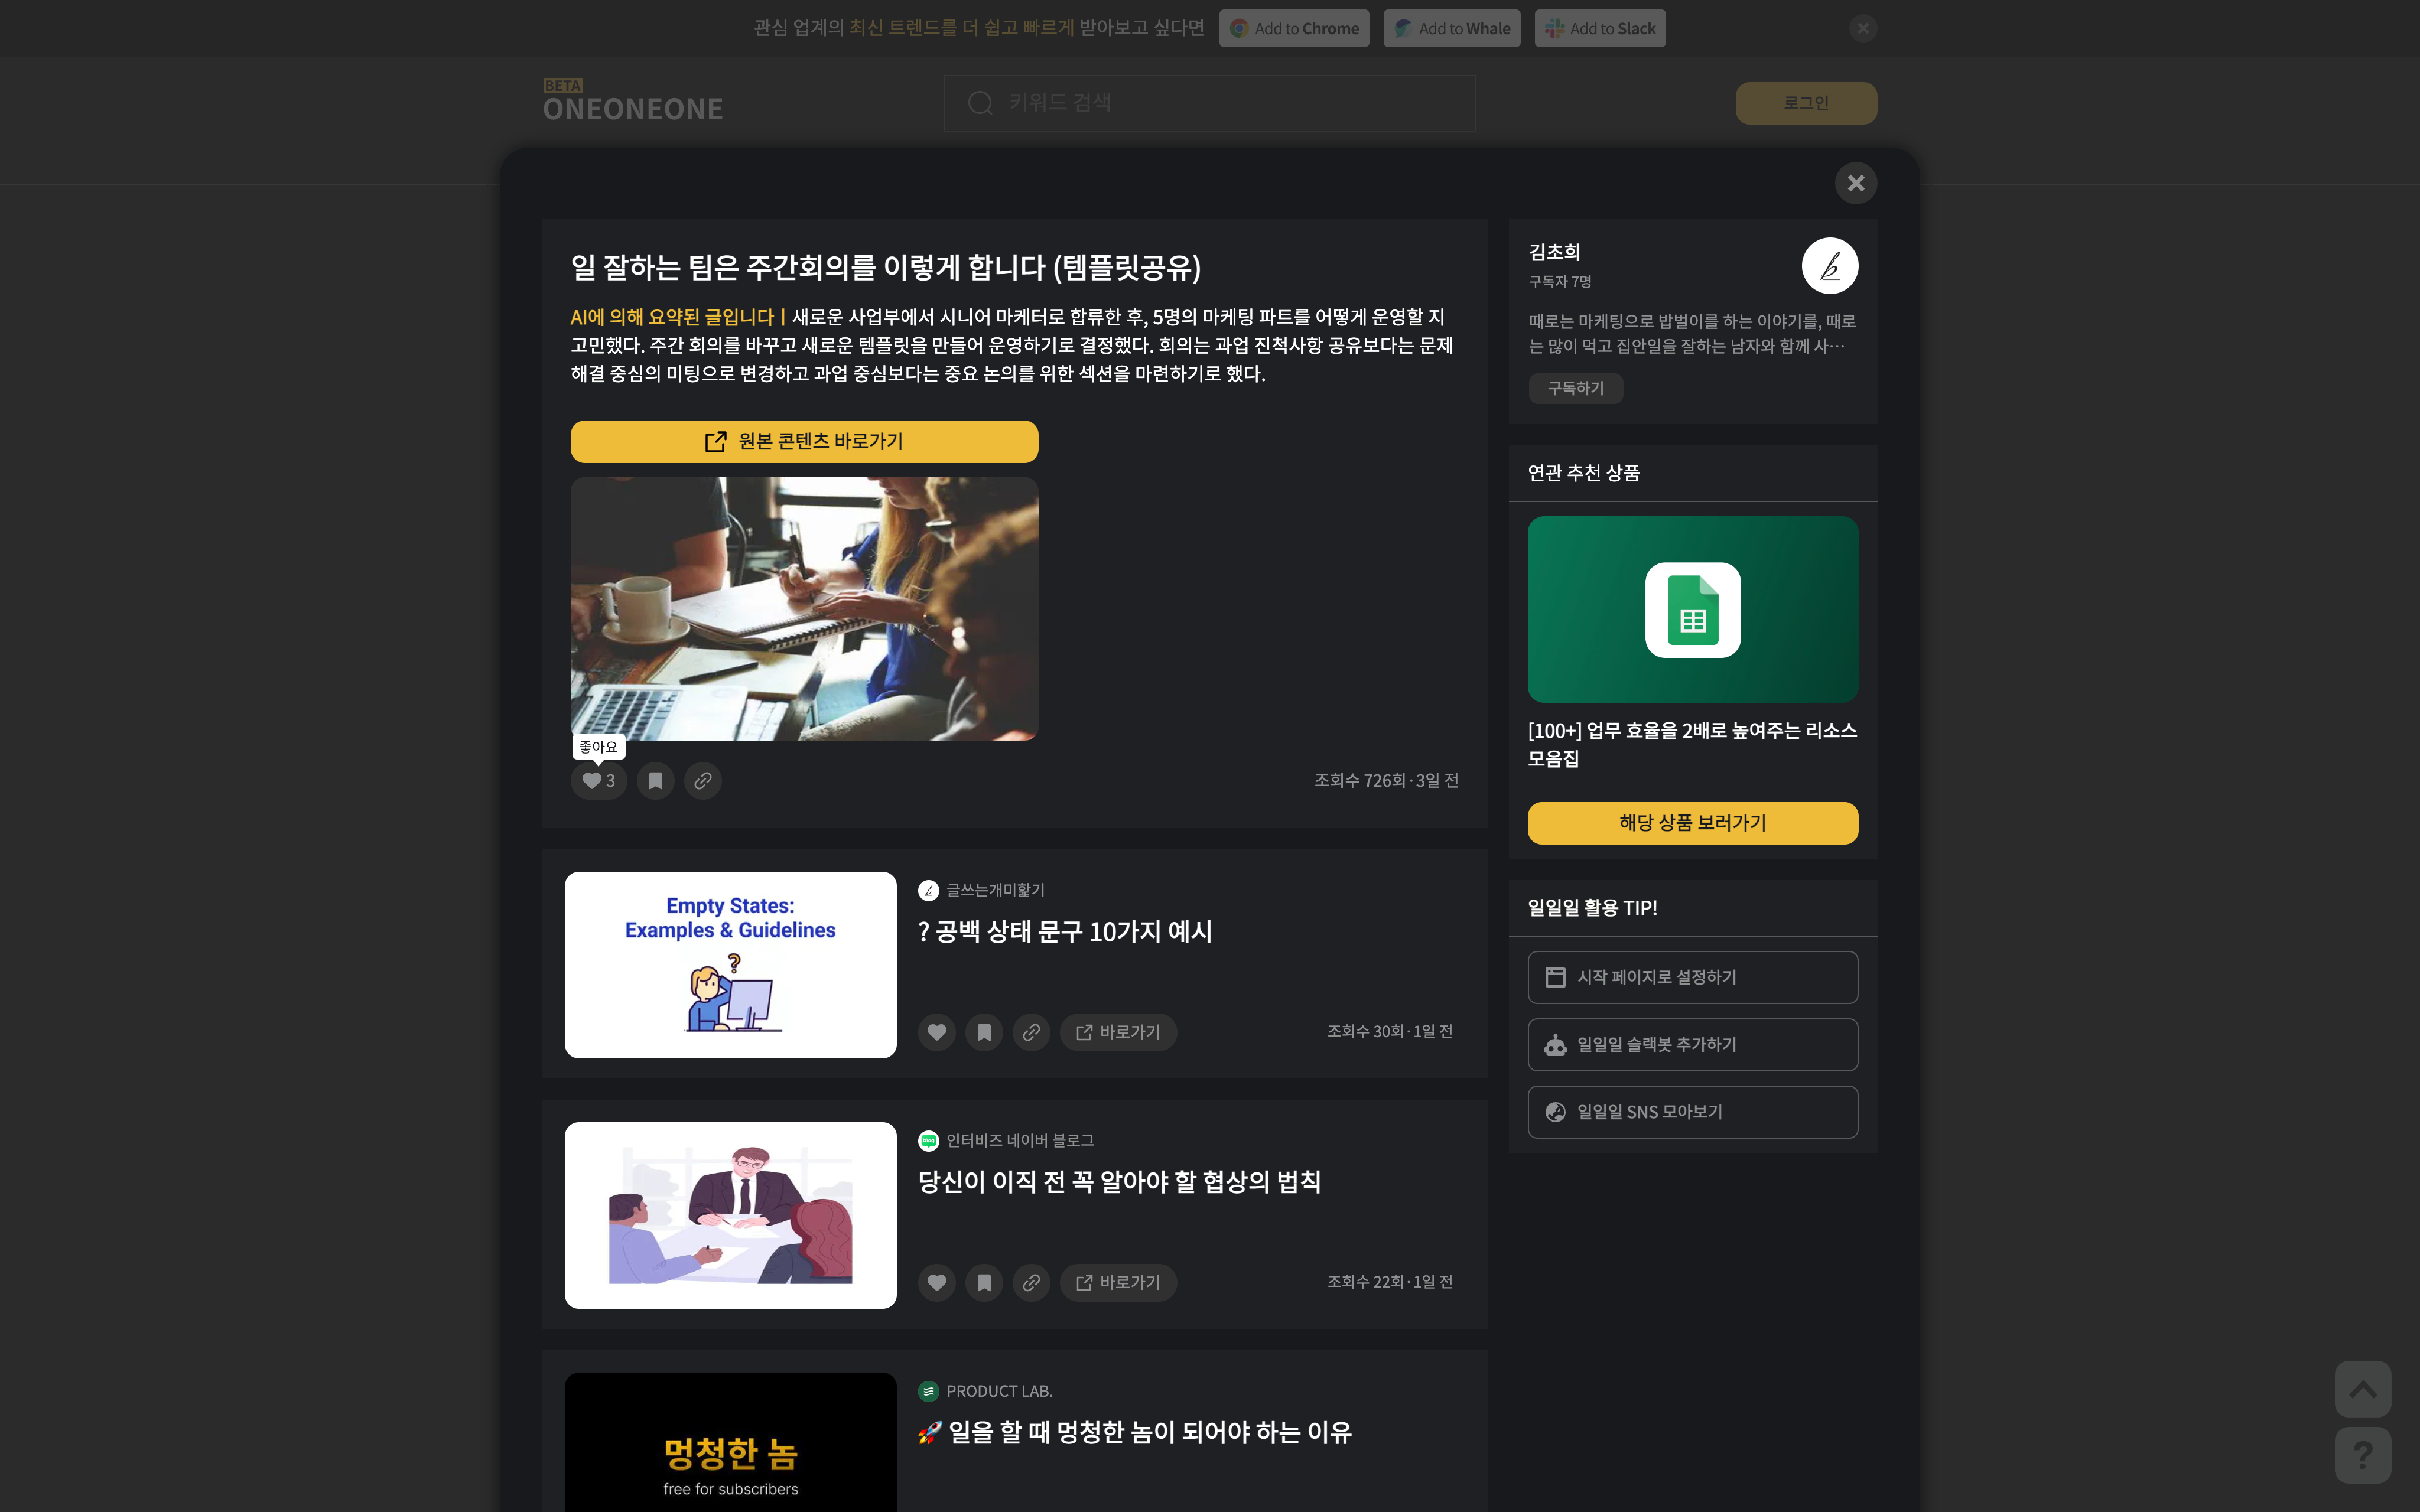 관심 업계의 최신 트렌드를 더 쉽고 빠르게 받아보고 싶다면
Add to Chrome
Add to Whale
Add to Slack
BETA
ONEONEONE
키워드 검색
로그인
일 잘하는 팀은 주간회의를 이렇게 합니다 (템플릿공유)
AI에 의해 요약된 글입니다ㅣ새로운 사업부에서 시니어 마케터로 합류한 후, 5명의 마케팅 파트를 어떻게 운영할 지
고민했다. 주간 회의를 바꾸고 새로운 템플릿을 만들어 운영하기로 결정했다. 회의는 과업 진척사항 공유보다는 문제
해결 중심의 미팅으로 변경하고 과업 중심보다는 중요 논의를 위한 섹션을 마련하기로 했다.
원본 콘텐츠 바로가기
좋아요
3
조회수 726회·3일 전
Empty States:
Examples & Guidelines
?
글쓰는개미핥기
? 공백 상태 문구 10가지 예시
바로가기
조회수 30회·1일 전
blog
인터비즈 네이버 블로그
당신이 이직 전 꼭 알아야 할 협상의 법칙
바로가기
조회수 22회·1일 전
멍청한 놈
free for subscribers
PRODUCT LAB.
🚀 일을 할 때 멍청한 놈이 되어야 하는 이유
김초희
구독자 7명
b
때로는 마케팅으로 밥벌이를 하는 이야기를, 때로
는 많이 먹고 집안일을 잘하는 남자와 함께 사…
구독하기
연관 추천 상품
[100+] 업무 효율을 2배로 높여주는 리소스
모음집
해당 상품 보러가기
일일일 활용 TIP!
시작 페이지로 설정하기
일일일 슬랙봇 추가하기
일일일 SNS 모아보기
?